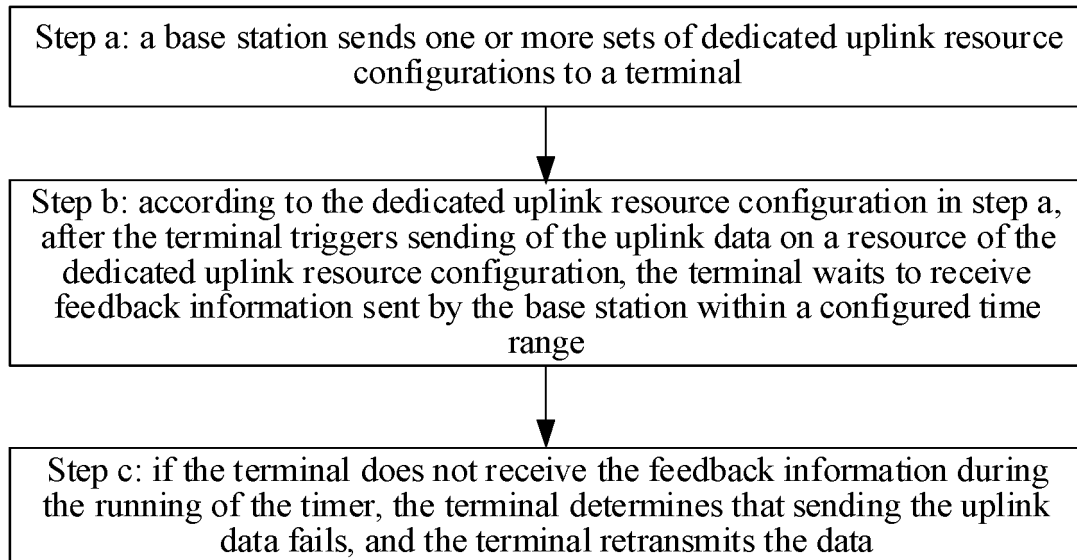 Step a: a base station sends one or more sets of dedicated uplink resource
configurations to a terminal
Step b: according to the dedicated uplink resource configuration in step a,
after the terminal triggers sending of the uplink data on a resource of the
dedicated uplink resource configuration, the terminal waits to receive
feedback information sent by the base station within a configured time
range
Step c: if the terminal does not receive the feedback information during
the running of the timer, the terminal determines that sending the uplink
data fails, and the terminal retransmits the data